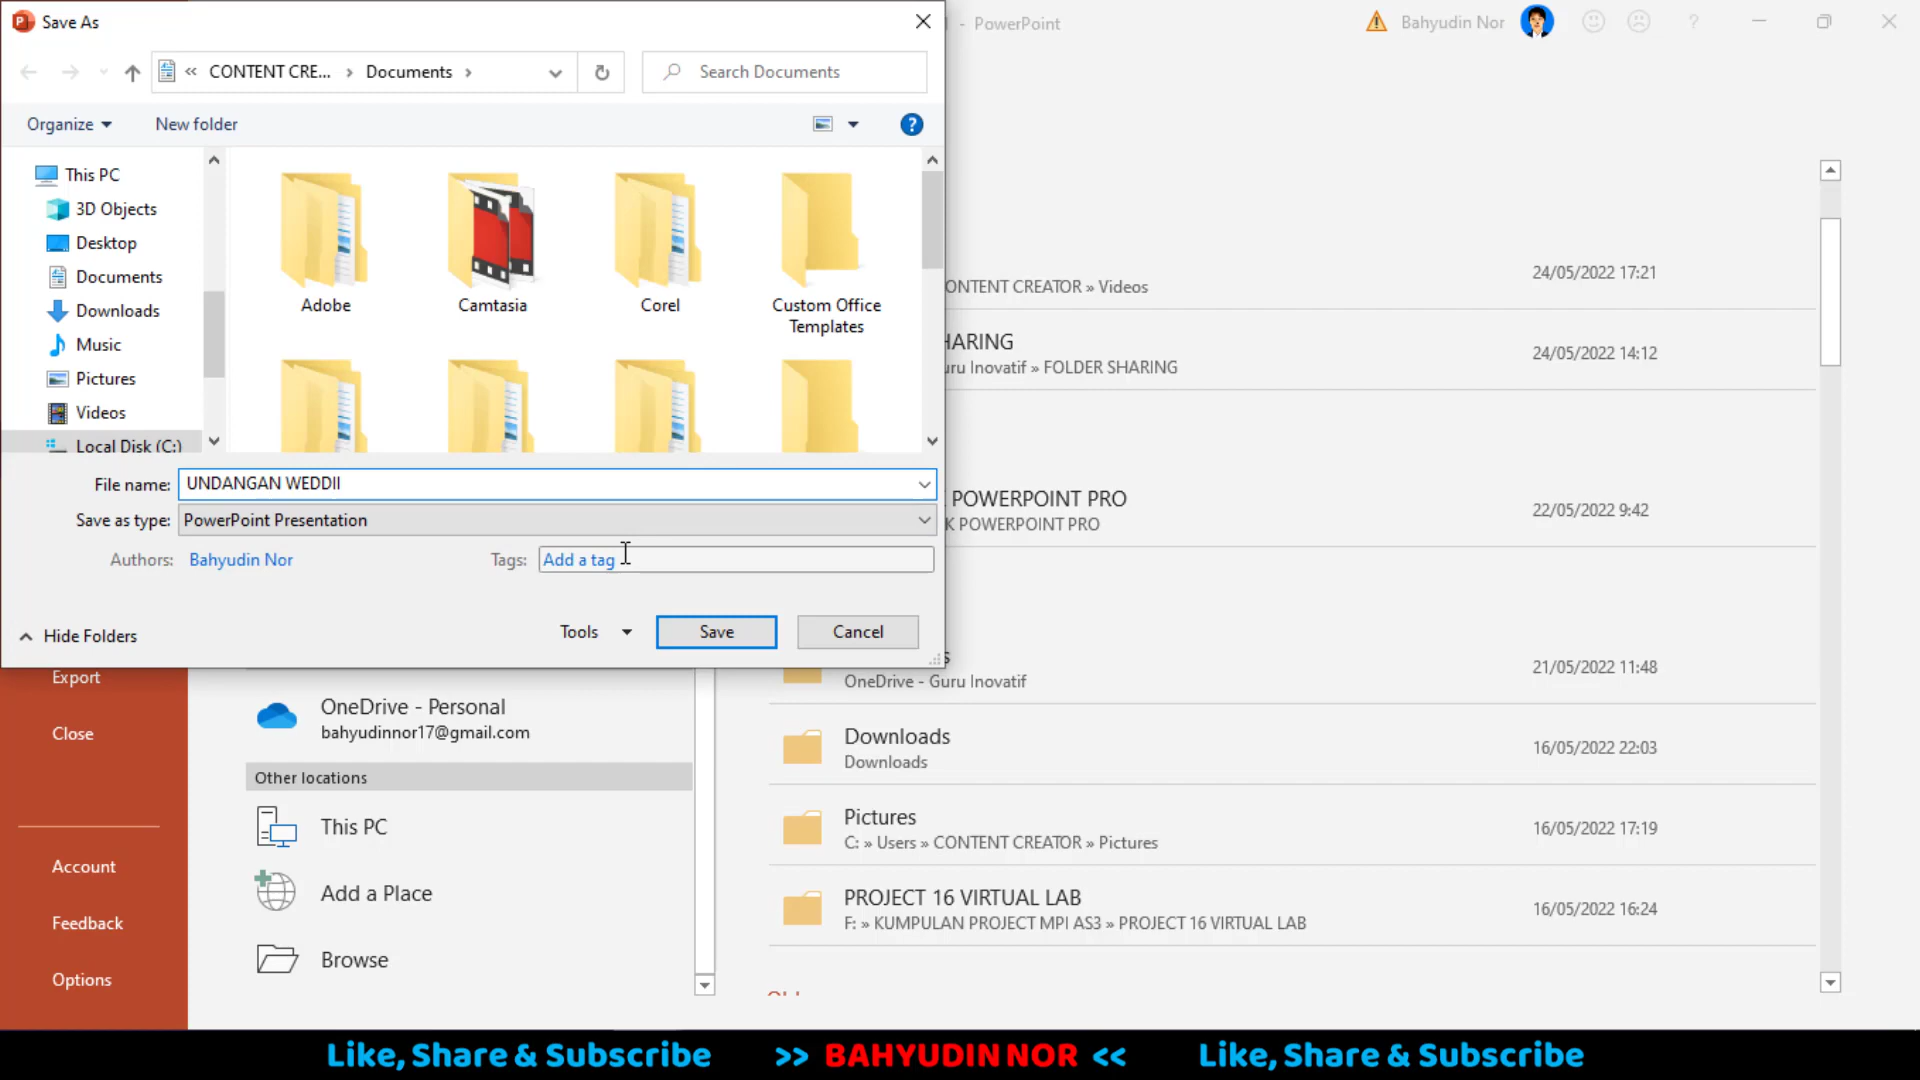 Save As
- PowerPoint
Bahyudin Nor
?
« CONTENT CRE... › Documents ›
Search Documents
Organize
New folder
?
This PC
3D Objects
Desktop
Documents
Downloads
Music
Pictures
Videos
Local Disk (C:)
Adobe
Camtasia
Corel
Custom Office
Templates
File name:
UNDANGAN WEDDII
Save as type:
PowerPoint Presentation
Authors:
Bahyudin Nor
Tags:
Add a tag
Hide Folders
Tools
Save
Cancel
24/05/2022 17:21
ONTENT CREATOR » Videos
HARING
uru Inovatif » FOLDER SHARING
24/05/2022 14:12
POWERPOINT PRO
K POWERPOINT PRO
22/05/2022 9:42
s
OneDrive - Guru Inovatif
21/05/2022 11:48
Downloads
Downloads
16/05/2022 22:03
Pictures
C: » Users » CONTENT CREATOR » Pictures
16/05/2022 17:19
PROJECT 16 VIRTUAL LAB
F: » KUMPULAN PROJECT MPI AS3 » PROJECT 16 VIRTUAL LAB
16/05/2022 16:24
Export
Close
Account
Feedback
Options
OneDrive - Personal
bahyudinnor17@gmail.com
Other locations
This PC
Add a Place
Browse
Like, Share & Subscribe >> BAHYUDIN NOR << Like, Share & Subscribe